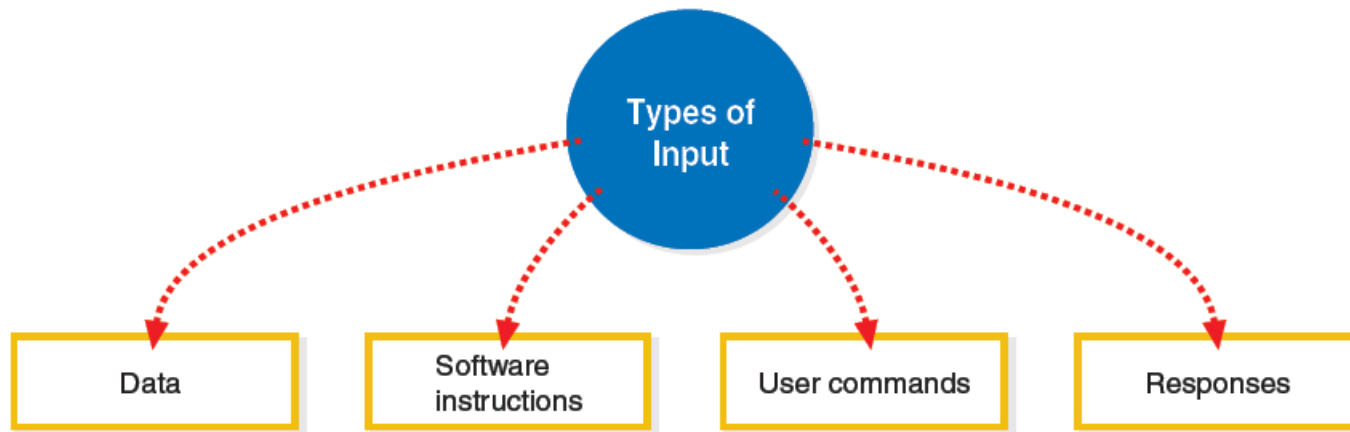 Types of
Input
Data
Software
instructions
User commands
Responses